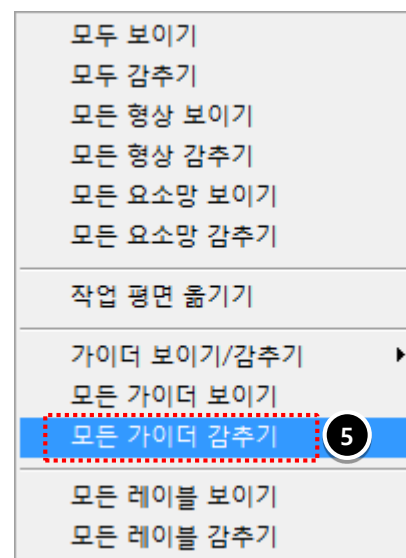 모두 보이기
모두 감추기
모든 형상 보이기
모든 형상 감추기
모든 요소망 보이기
모든 요소망 감추기
작업 평면 옮기기
가이더 보이기/감추기
모든 가이더 보이기
모든 가이더 감추기 5
모든 레이블 보이기
모든 레이블 감추기